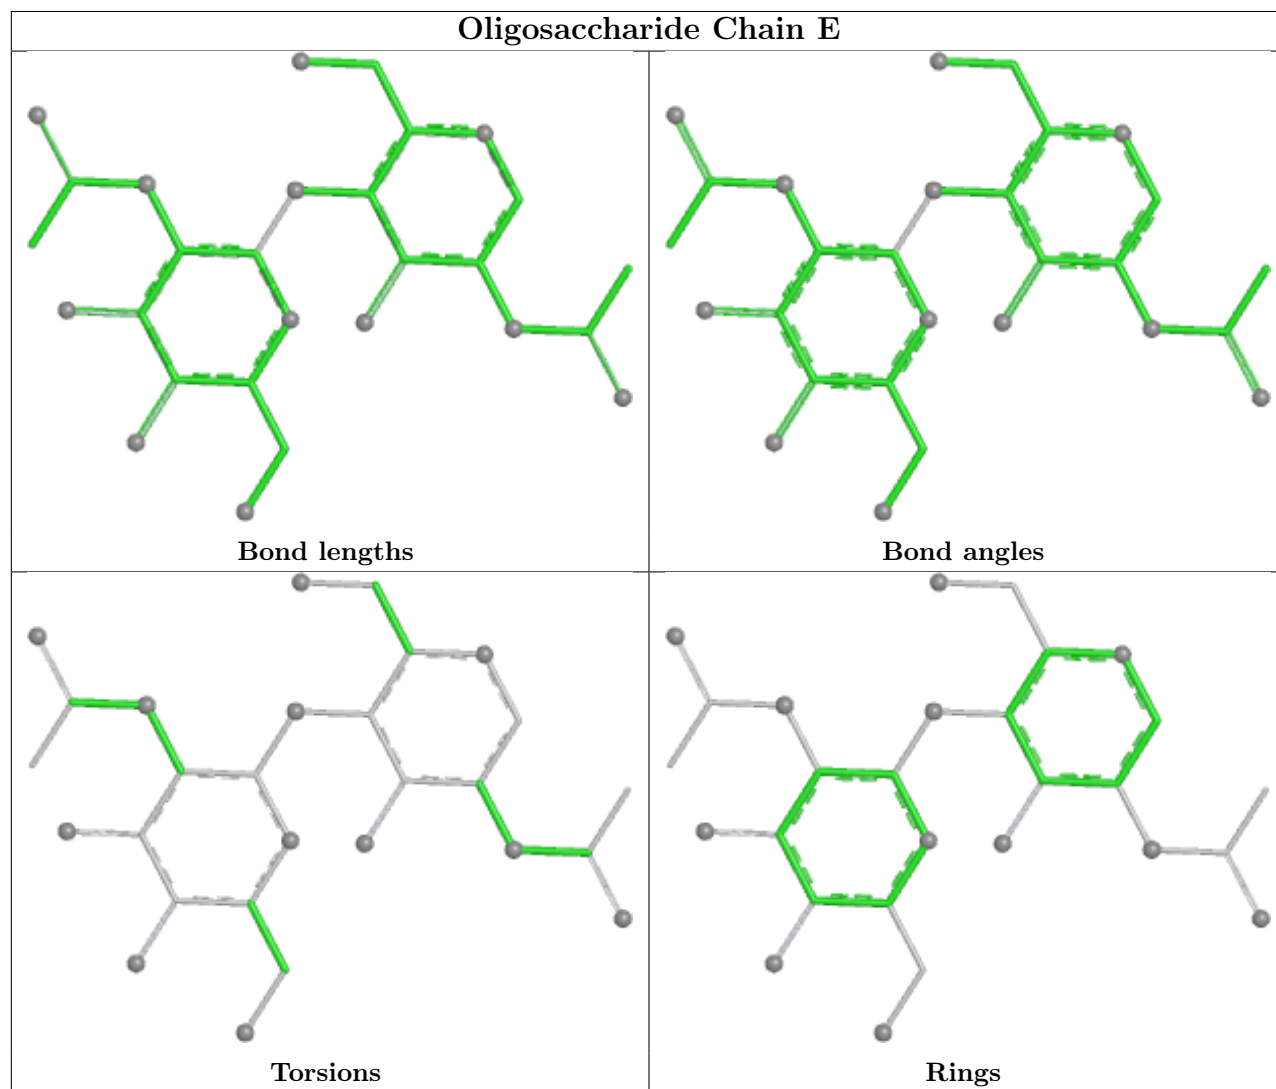 Oligosaccharide Chain E
Bond lengths
Bond angles
Torsions
Rings